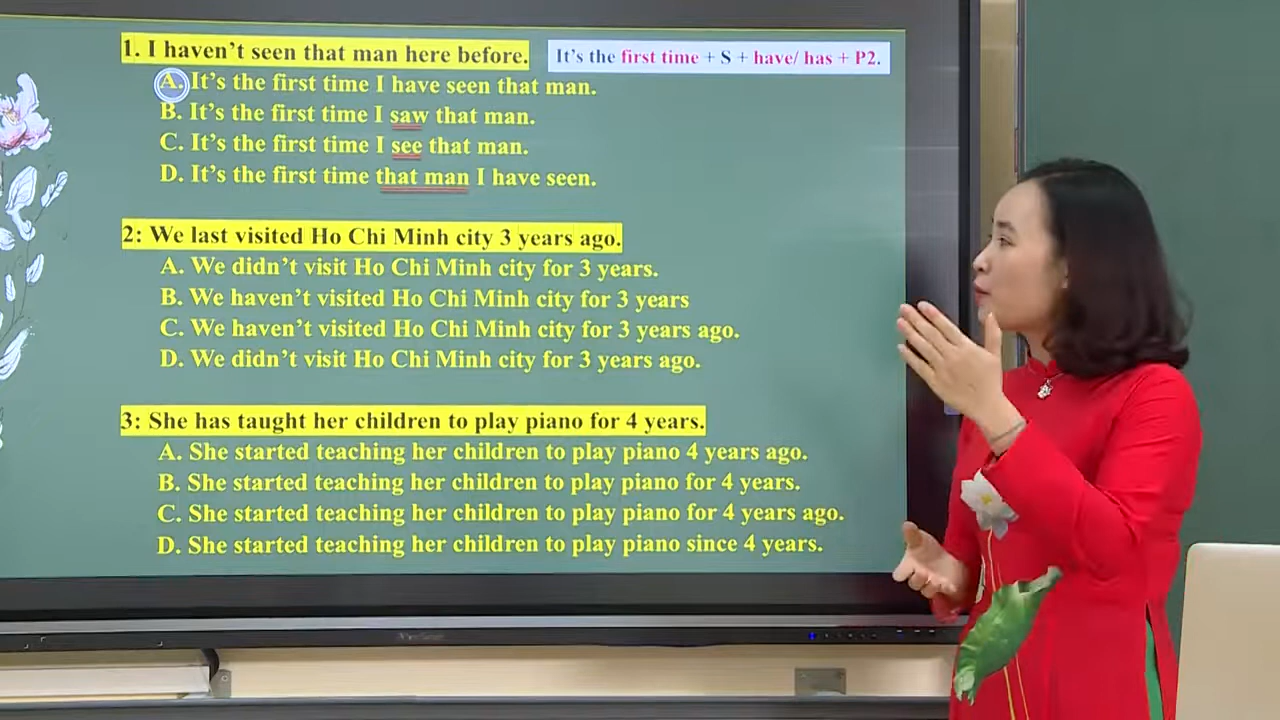 1. I haven't seen that man here before.
It's the first time + S + have/ has + P2.
A. It's the first time I have seen that man.
B. It's the first time I saw that man.
C. It's the first time I see that man.
D. It's the first time that man I have seen.
2: We last visited Ho Chi Minh city 3 years ago.
A. We didn't visit Ho Chi Minh city for 3 years.
B. We haven't visited Ho Chi Minh city for 3 years
C. We haven't visited Ho Chi Minh city for 3 years ago.
D. We didn't visit Ho Chi Minh city for 3 years ago.
3: She has taught her children to play piano for 4 years.
A. She started teaching her children to play piano 4 years ago.
B. She started teaching her children to play piano for 4 years.
C. She started teaching her children to play piano for 4 years ago.
D. She started teaching her children to play piano since 4 years.